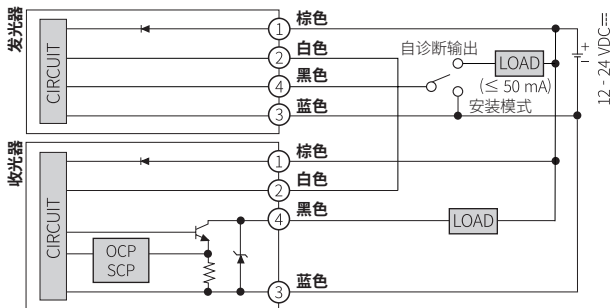 发光器
CIRCUIT
1 棕色
2 白色
4 黑色
3 蓝色
自诊断输出
LOAD
(≤ 50 mA)
安装模式
+
−
12 - 24 VDC⎓
收光器
CIRCUIT
OCP
SCP
1 棕色
2 白色
4 黑色
3 蓝色
LOAD